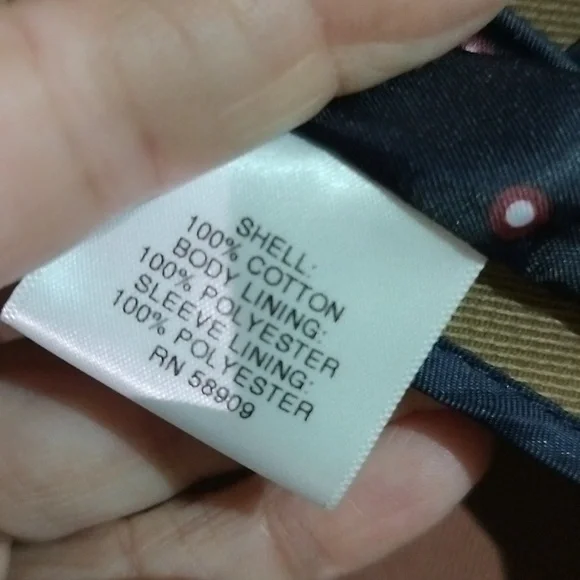 SHELL:
100% COTTON
BODY LINING:
100% POLYESTER
SLEEVE LINING:
100% POLYESTER
RN 58909